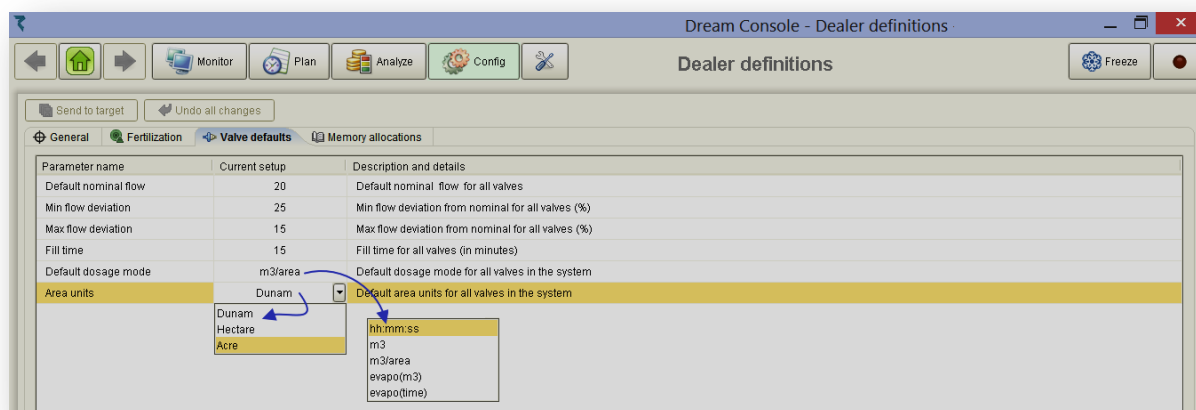 Dream Console - Dealer definitions
Monitor Plan Analyze Config Dealer definitions Freeze
Send to target Undo all changes
General Fertilization Valve defaults Memory allocations
Parameter name Current setup Description and details
Default nominal flow 20 Default nominal flow for all valves
Min flow deviation 25 Min flow deviation from nominal for all valves (%)
Max flow deviation 15 Max flow deviation from nominal for all valves (%)
Fill time 15 Fill time for all valves (in minutes)
Default dosage mode m3/area Default dosage mode for all valves in the system
Area units Dunam Default area units for all valves in the system
Dunam
Hectare
Acre
hh:mm:ss
m3
m3/area
evapo(m3)
evapo(time)